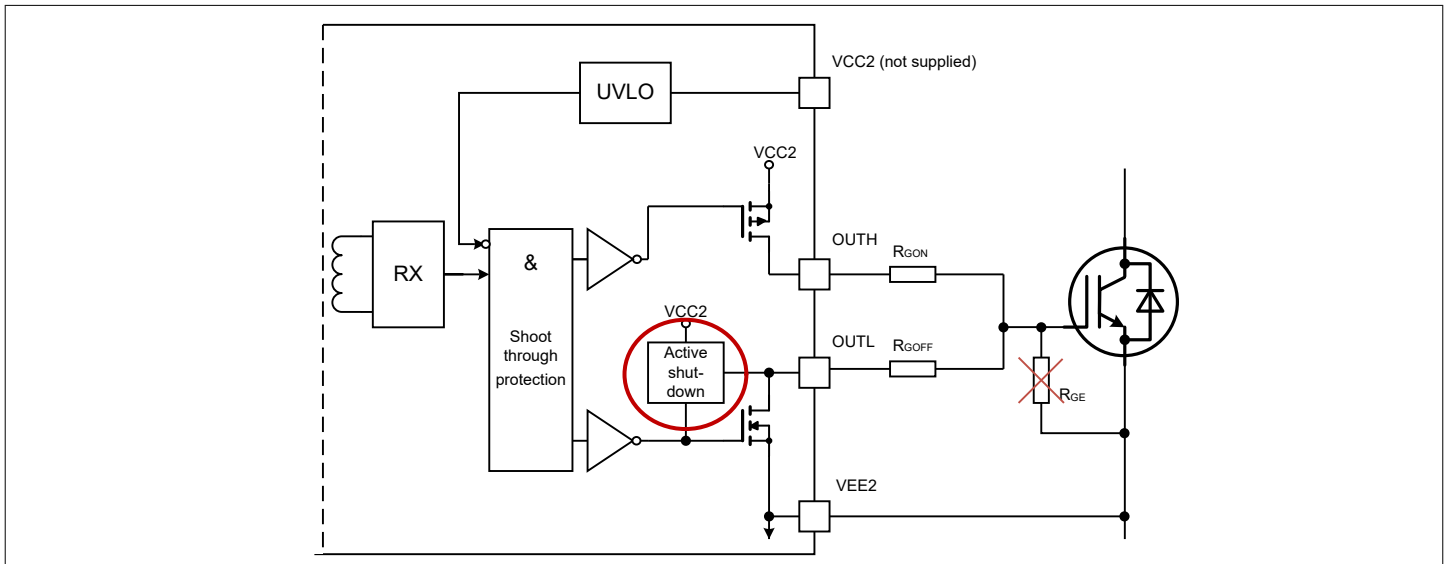 VCC2 (not supplied)
UVLO
VCC2
OUTH
RGON
RX
&
Shoot
through
protection
VCC2
Active
shut-
down
OUTL
RGOFF
RGE
VEE2